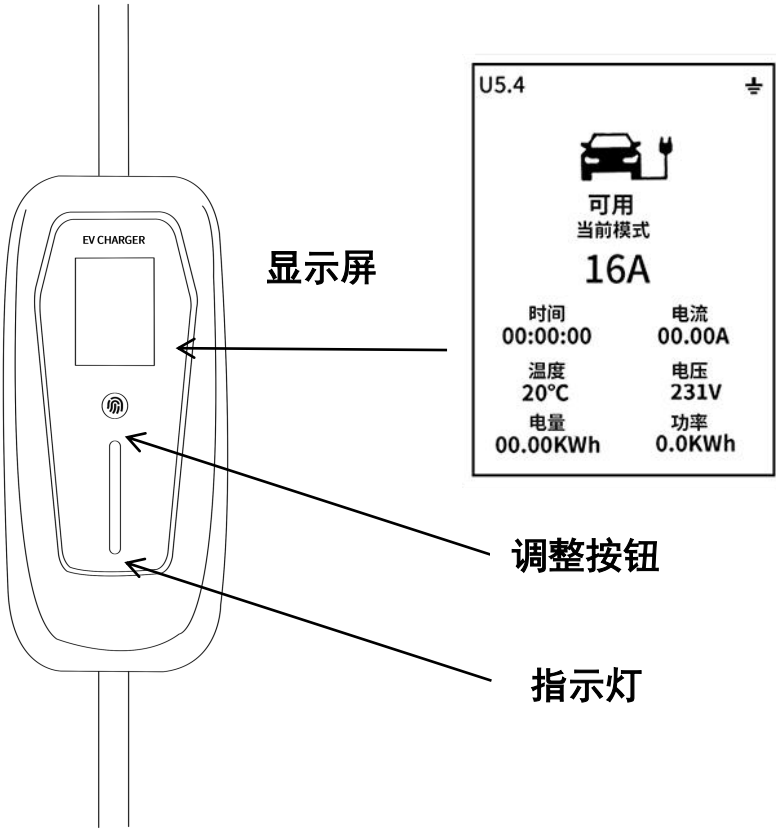 EV CHARGER
显示屏
U5.4
可用
当前模式
16A
时间
电流
00:00:00
00.00A
温度
电压
20℃
231V
电量
功率
00.00KWh
0.0KWh
调整按钮
指示灯